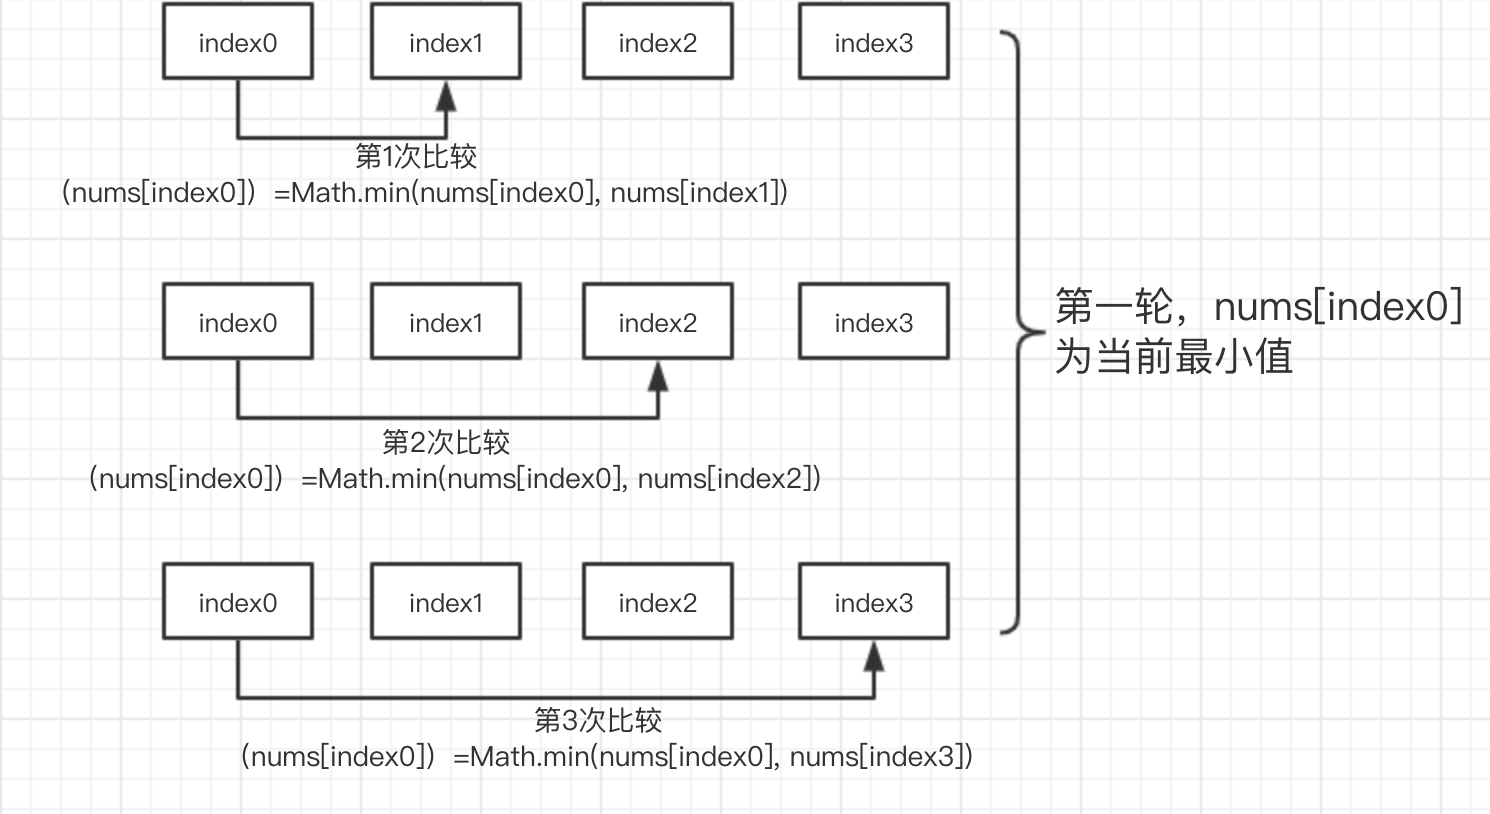 index0 index1 index2 index3
第1次比较
(nums[index0]) =Math.min(nums[index0], nums[index1])
index0 index1 index2 index3
第一轮，nums[index0]
为当前最小值
第2次比较
(nums[index0]) =Math.min(nums[index0], nums[index2])
index0 index1 index2 index3
第3次比较
(nums[index0]) =Math.min(nums[index0], nums[index3])